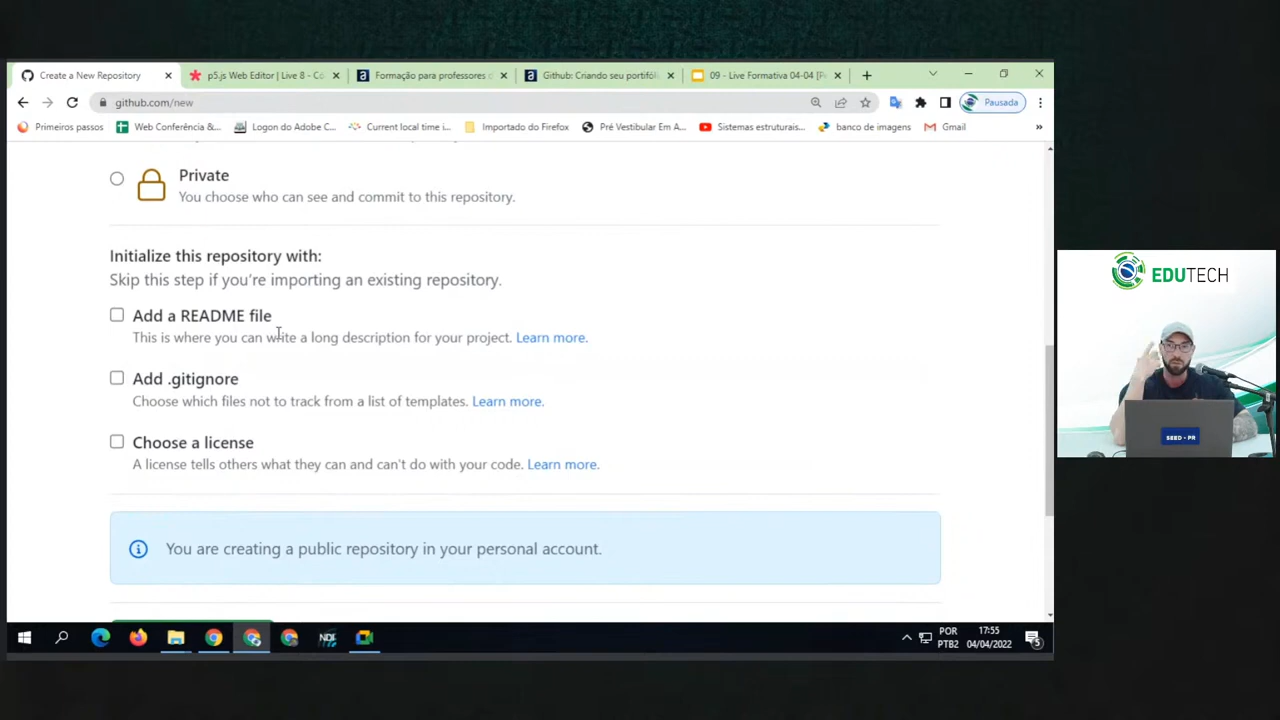 Create a New Repository
p5.js Web Editor | Live 8 - Có
Formação para professores
Github: Criando seu portifól
09 - Live Formativa 04-04 [P
github.com/new
Pausada
Primeiros passos
Web Conferência &...
Logon do Adobe C...
Current local time i...
Importado do Firefox
Pré Vestibular Em A...
Sistemas estruturais...
banco de imagens
Gmail
»
Private
You choose who can see and commit to this repository.
Initialize this repository with:
Skip this step if you're importing an existing repository.
Add a README file
This is where you can write a long description for your project. Learn more.
Add .gitignore
Choose which files not to track from a list of templates. Learn more.
Choose a license
A license tells others what they can and can't do with your code. Learn more.
You are creating a public repository in your personal account.
EDUTECH
SEED - PR
NDI
POR
PTB2
17:55
04/04/2022
5